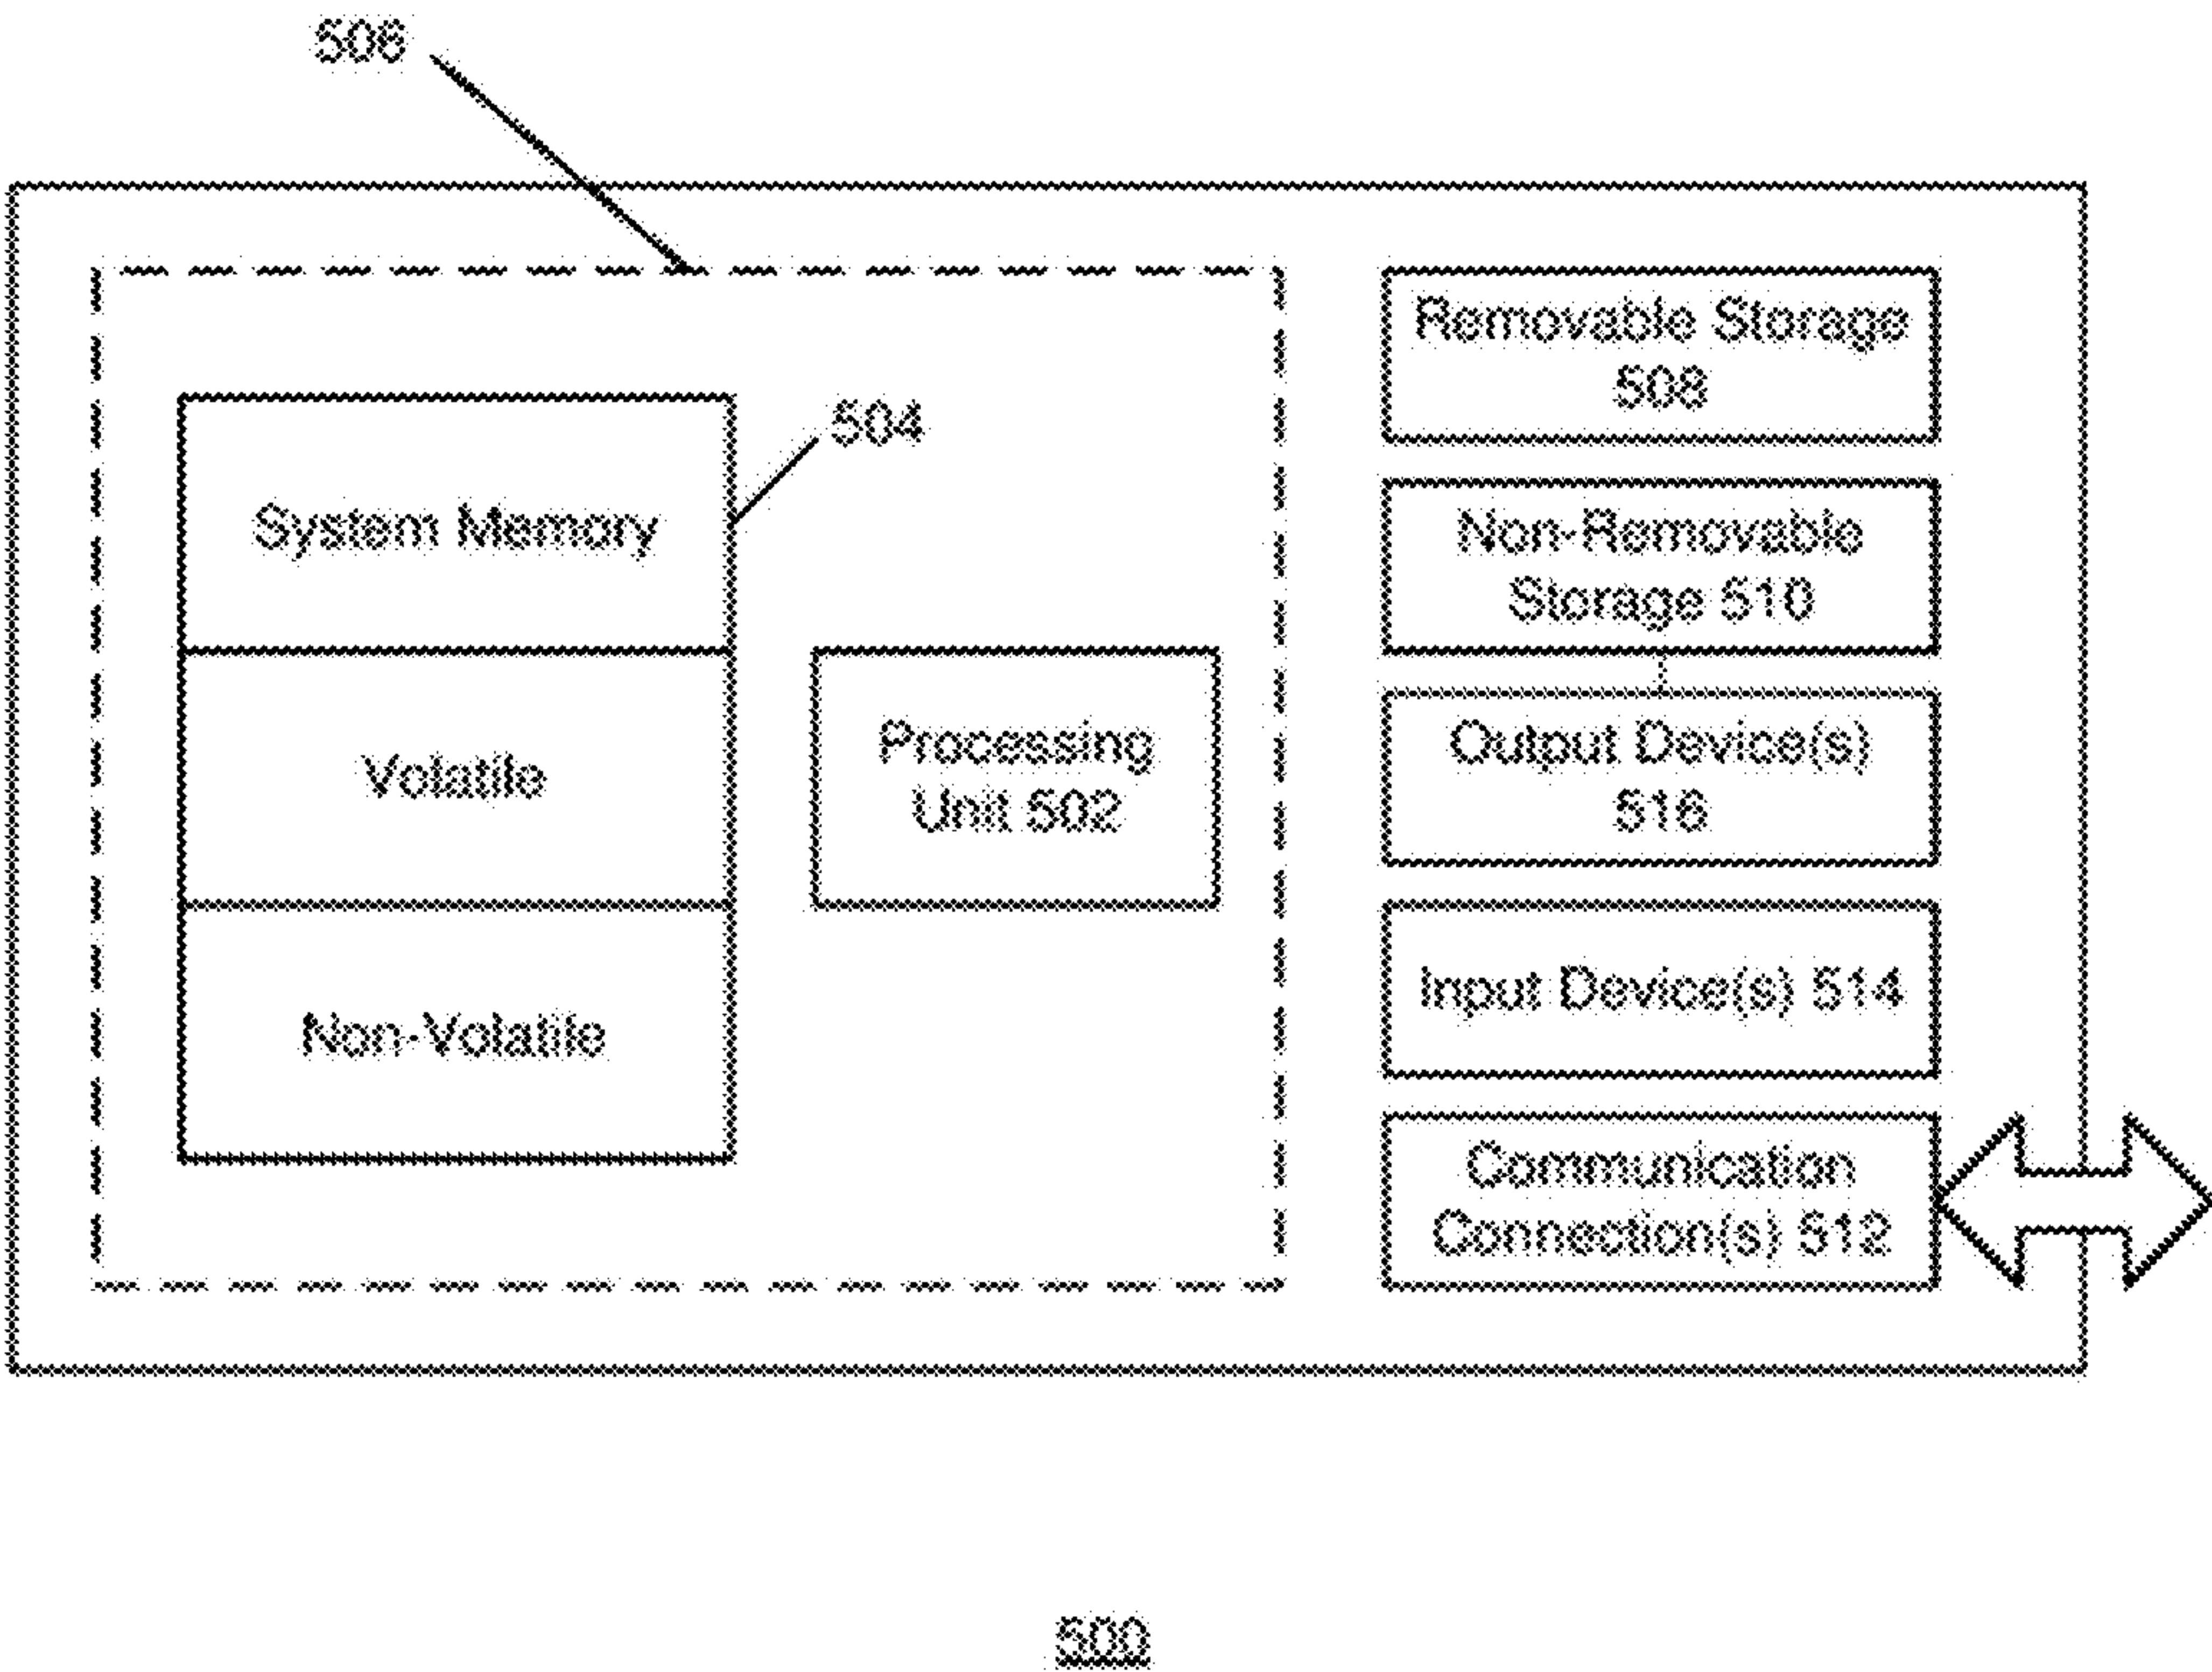 506
504
System Memory
Volatile
Non-Volatile
Processing
Unit 502
Removable Storage
508
Non-Removable
Storage 510
Output Device(s)
516
Input Device(s) 514
Communication
Connection(s) 512
500